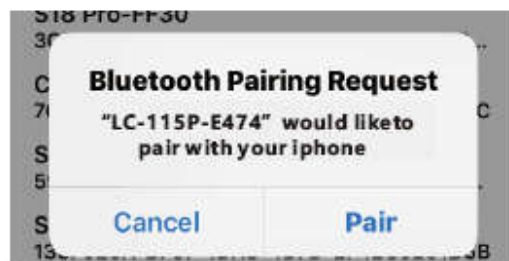 S18 Pro-FF30
Bluetooth Pairing Request
"LC-115P-E474" would liketo
pair with your iphone
Cancel
Pair